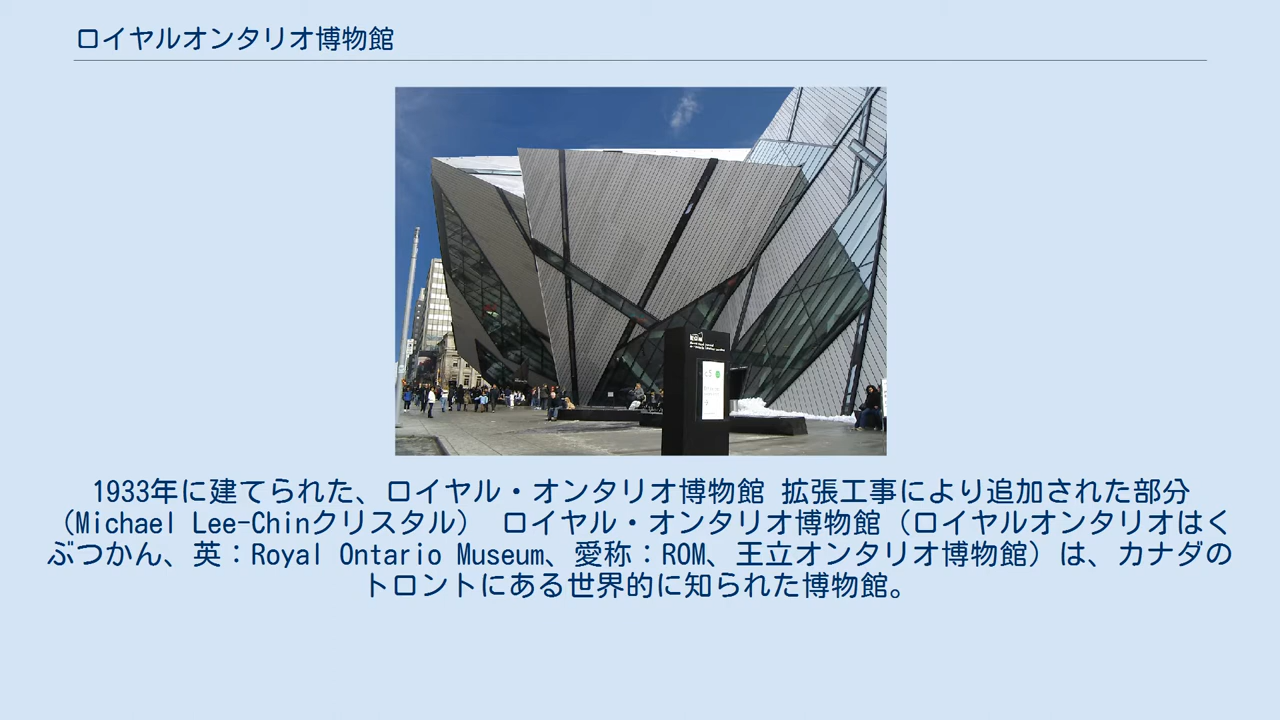 ロイヤルオンタリオ博物館
1933年に建てられた、ロイヤル・オンタリオ博物館 拡張工事により追加された部分
（Michael Lee-Chinクリスタル） ロイヤル・オンタリオ博物館（ロイヤルオンタリオはく
ぶつかん、英：Royal Ontario Museum、愛称：ROM、王立オンタリオ博物館）は、カナダの
トロントにある世界的に知られた博物館。